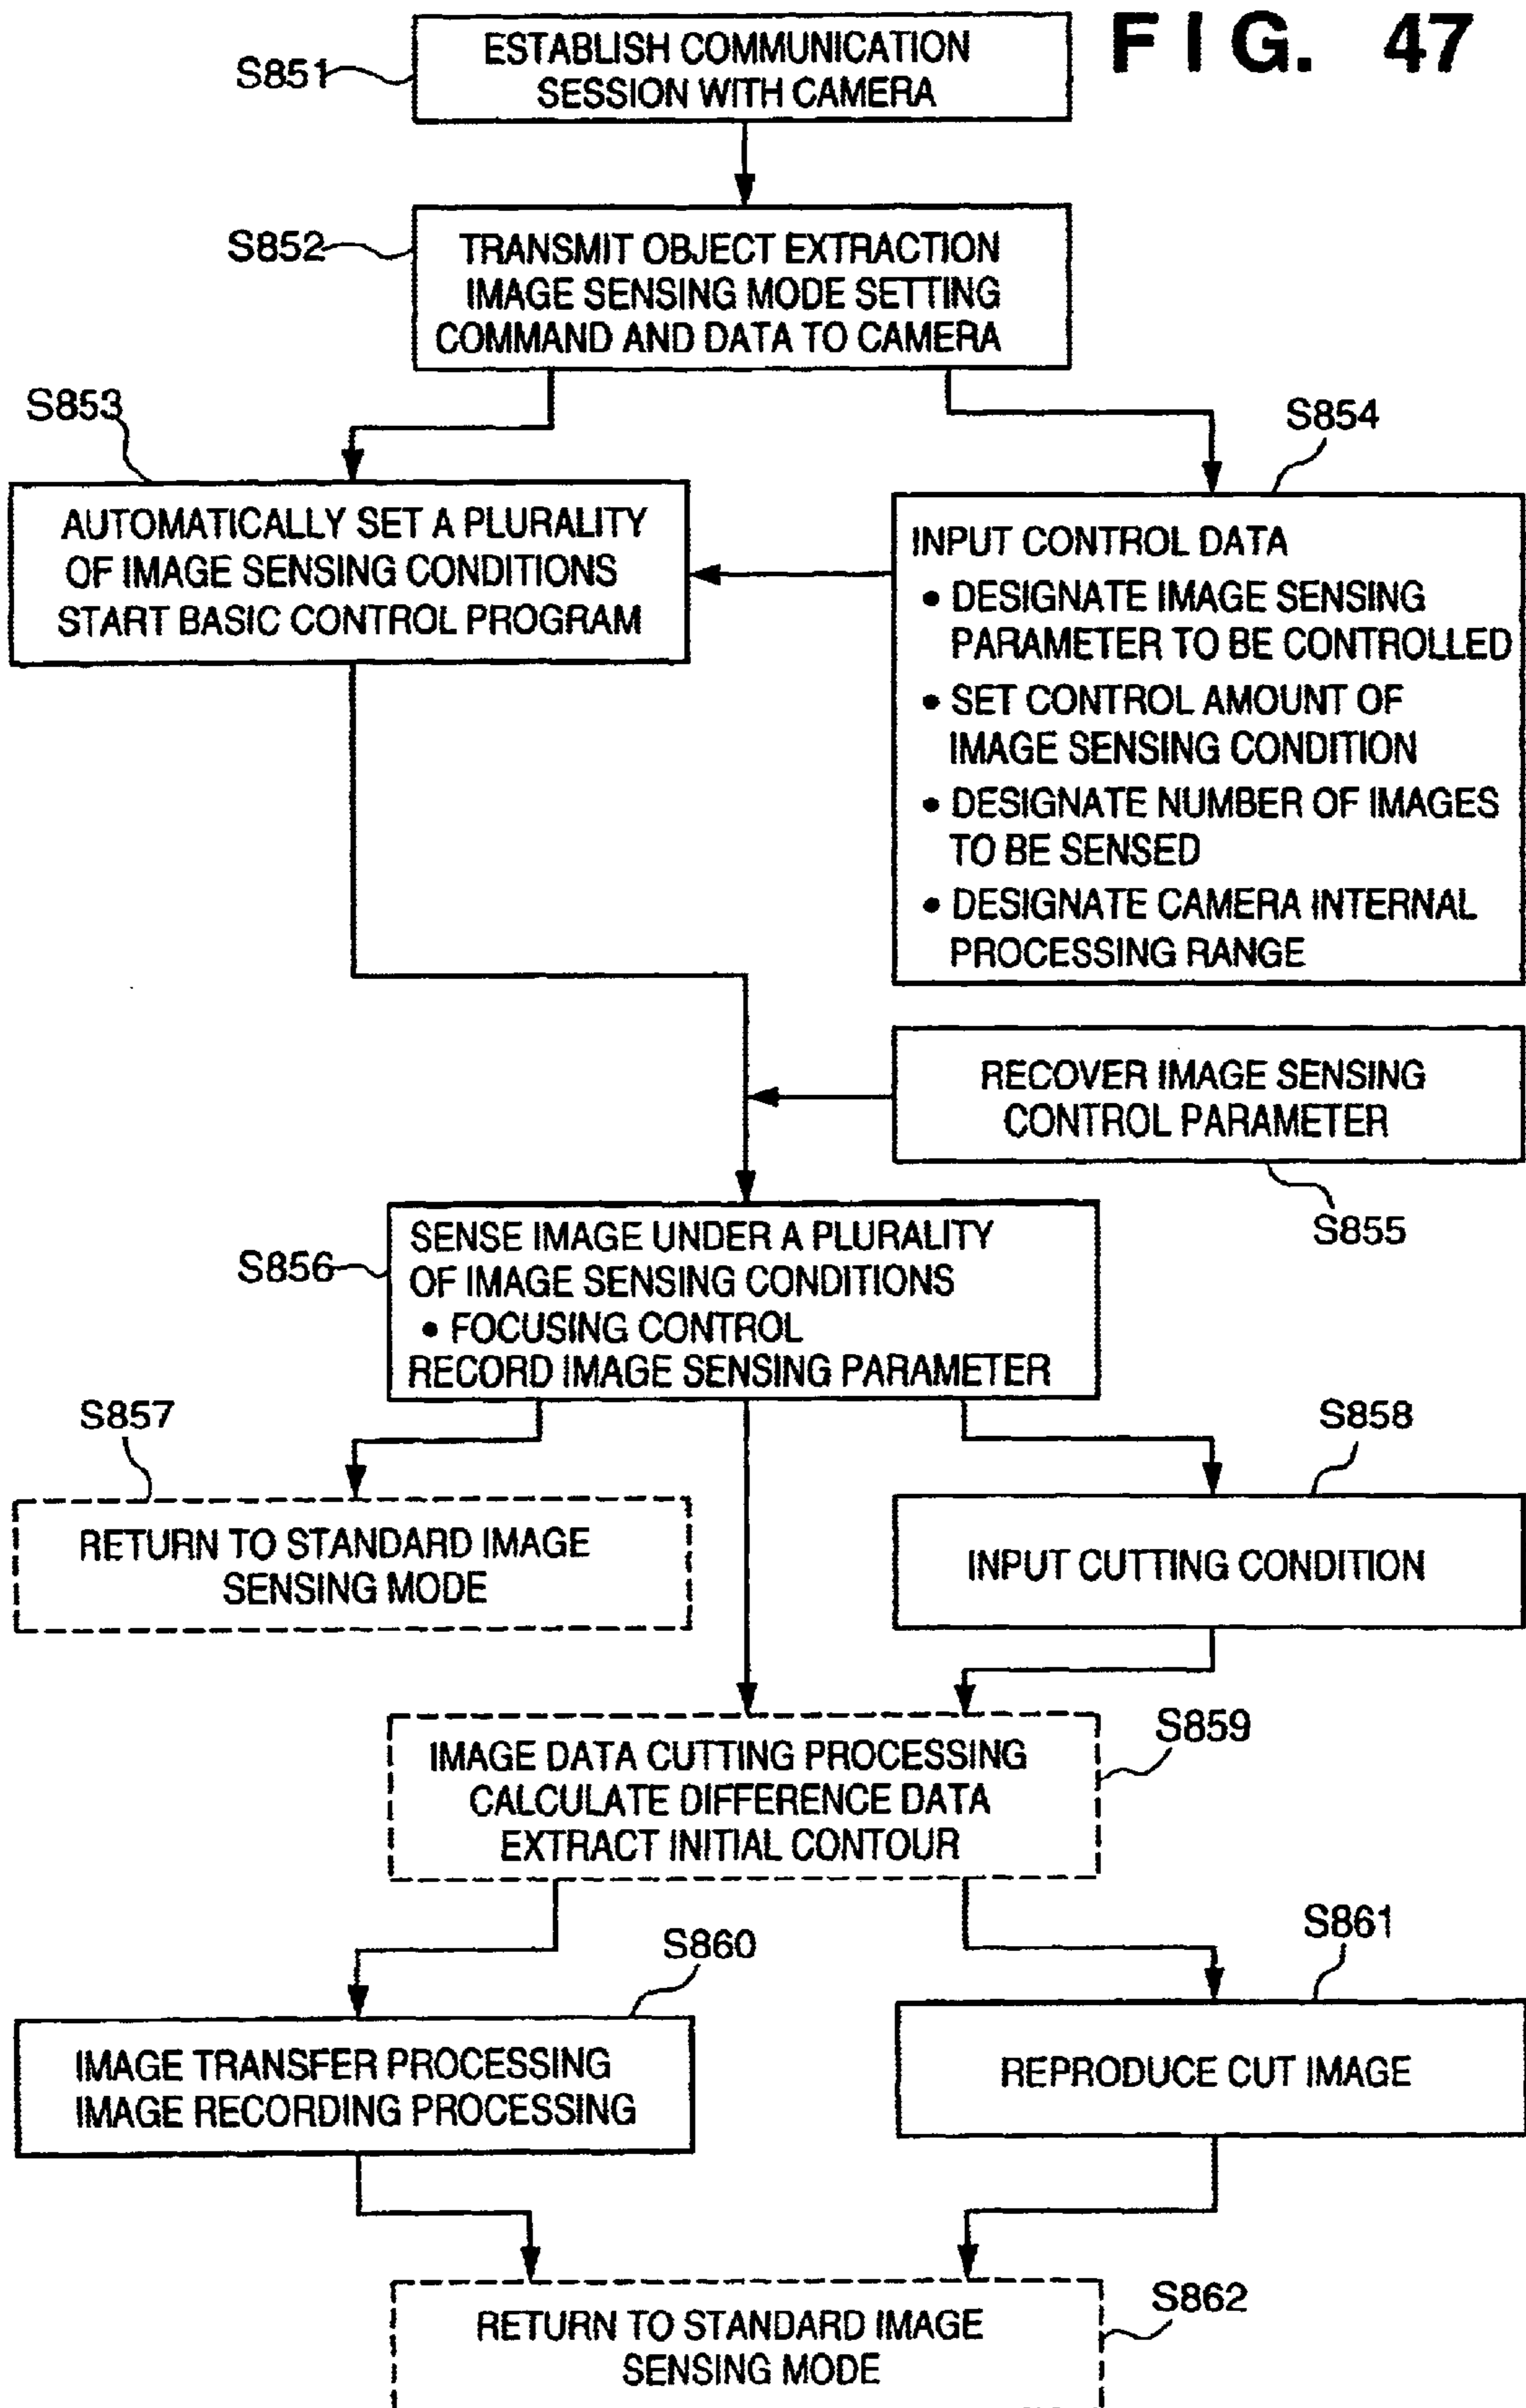 FIG. 47
S851
ESTABLISH COMMUNICATION
SESSION WITH CAMERA
S852
TRANSMIT OBJECT EXTRACTION
IMAGE SENSING MODE SETTING
COMMAND AND DATA TO CAMERA
S853
AUTOMATICALLY SET A PLURALITY
OF IMAGE SENSING CONDITIONS
START BASIC CONTROL PROGRAM
S854
INPUT CONTROL DATA
• DESIGNATE IMAGE SENSING
PARAMETER TO BE CONTROLLED
• SET CONTROL AMOUNT OF
IMAGE SENSING CONDITION
• DESIGNATE NUMBER OF IMAGES
TO BE SENSED
• DESIGNATE CAMERA INTERNAL
PROCESSING RANGE
RECOVER IMAGE SENSING
CONTROL PARAMETER
S855
S856
SENSE IMAGE UNDER A PLURALITY
OF IMAGE SENSING CONDITIONS
• FOCUSING CONTROL
RECORD IMAGE SENSING PARAMETER
S857
RETURN TO STANDARD IMAGE
SENSING MODE
S858
INPUT CUTTING CONDITION
S859
IMAGE DATA CUTTING PROCESSING
CALCULATE DIFFERENCE DATA
EXTRACT INITIAL CONTOUR
S860
IMAGE TRANSFER PROCESSING
IMAGE RECORDING PROCESSING
S861
REPRODUCE CUT IMAGE
S862
RETURN TO STANDARD IMAGE
SENSING MODE